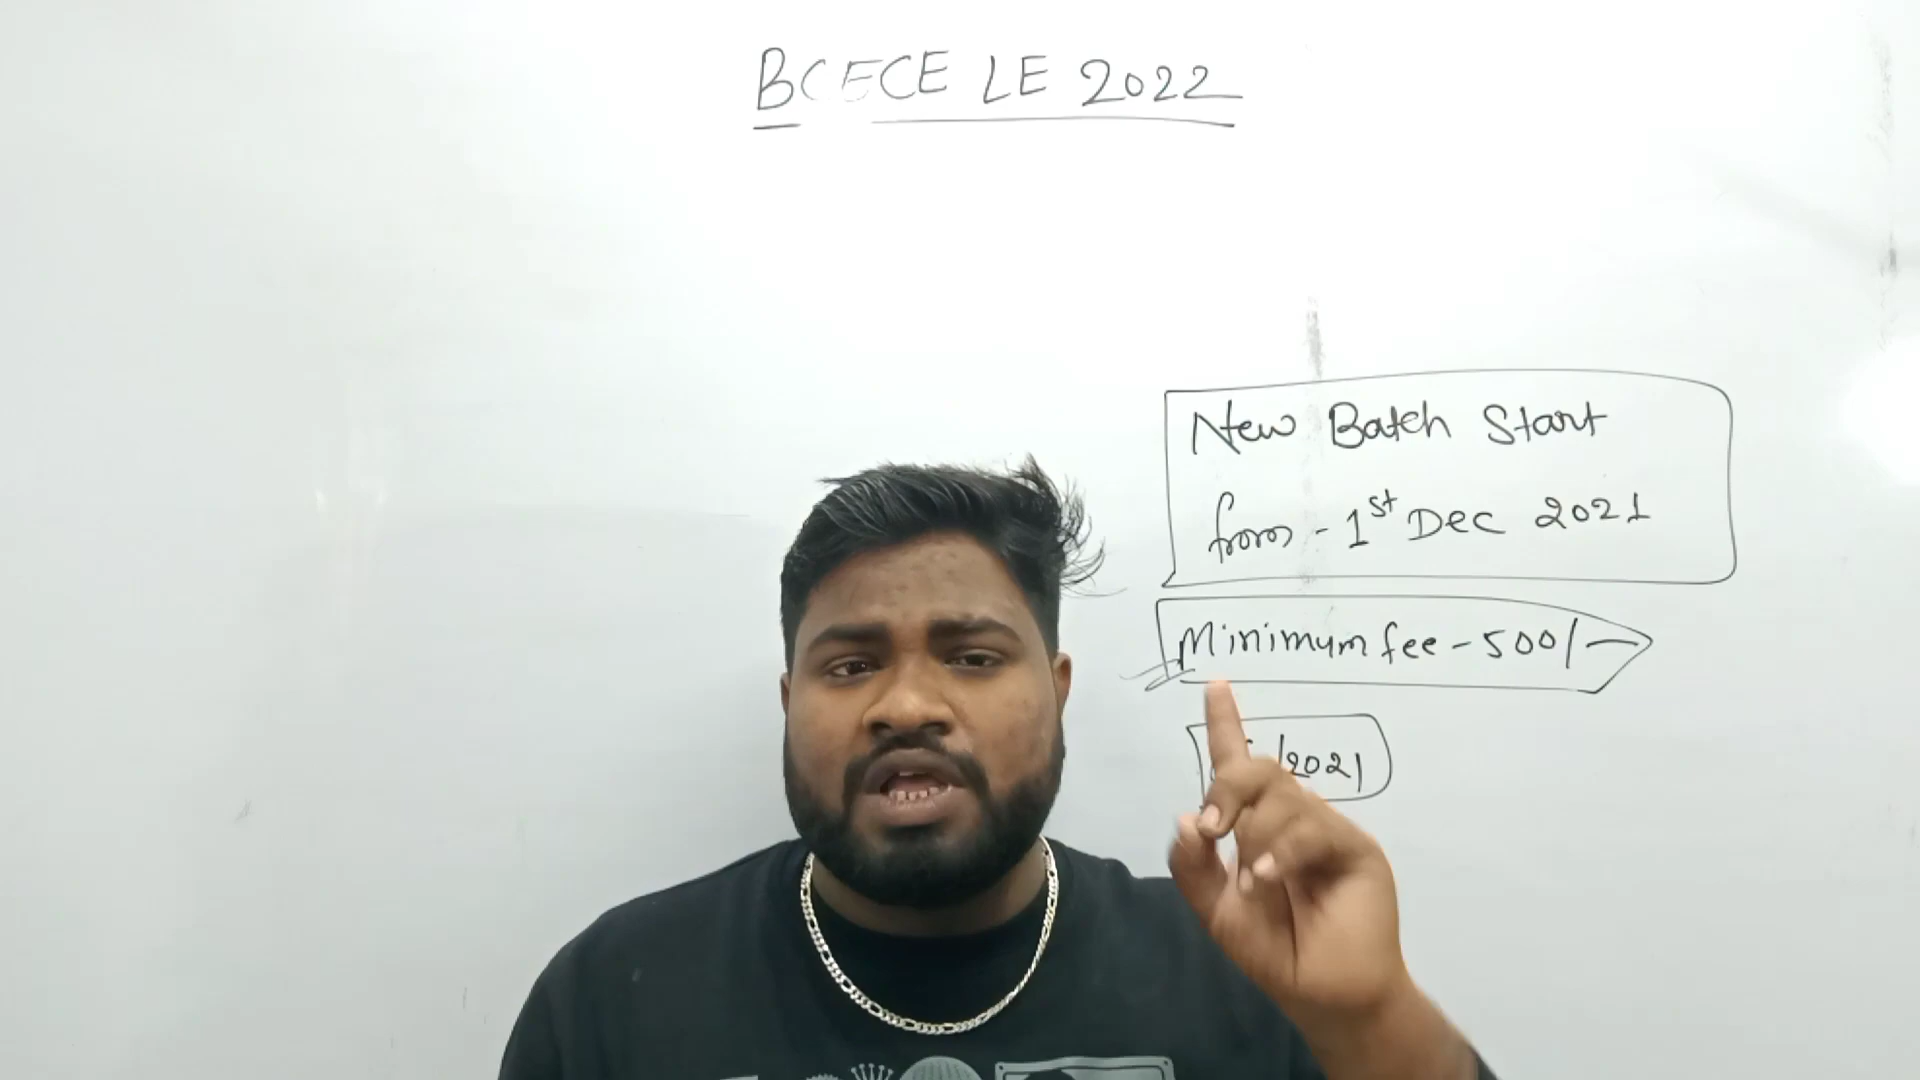 BCECE LE 2022
New Batch Start
from - 1st Dec 2021
Minimum fee - 500/-
/2021